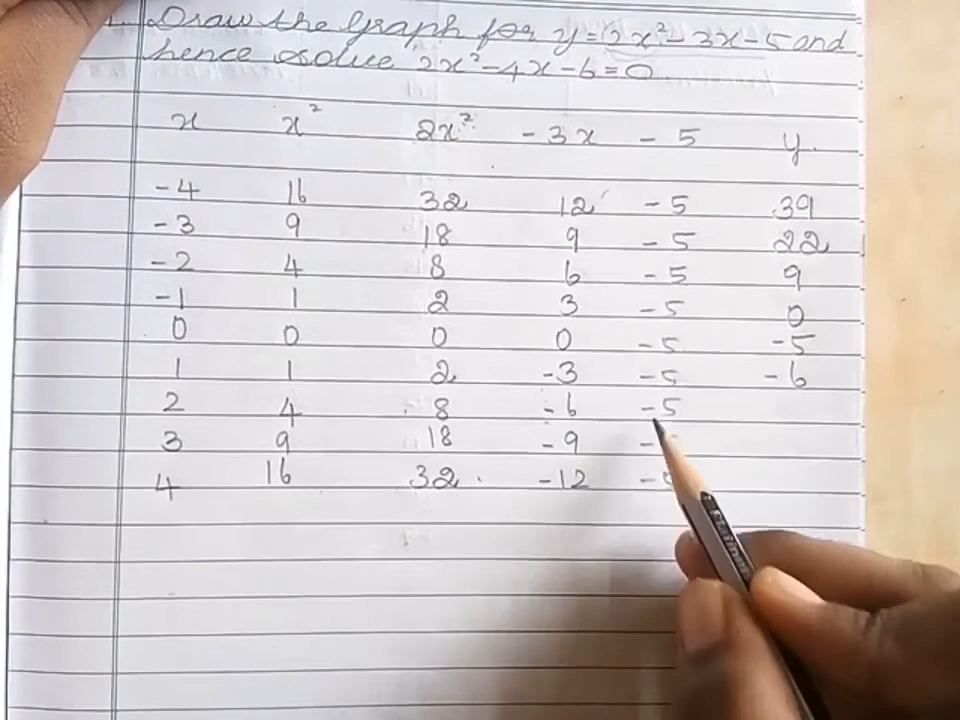 1. Draw the graph for y = 2x² - 3x - 5 and
hence solve 2x² - 4x - 6 = 0
x x² 2x² - 3x - 5 y
-4 16 32 12 -5 39
-3 9 18 9 -5 22
-2 4 8 6 -5 9
-1 1 2 3 -5 0
0 0 0 0 -5 -5
1 1 2 -3 -5 -6
2 4 8 -6 -5
3 9 18 -9
4 16 32 -12
Platinum